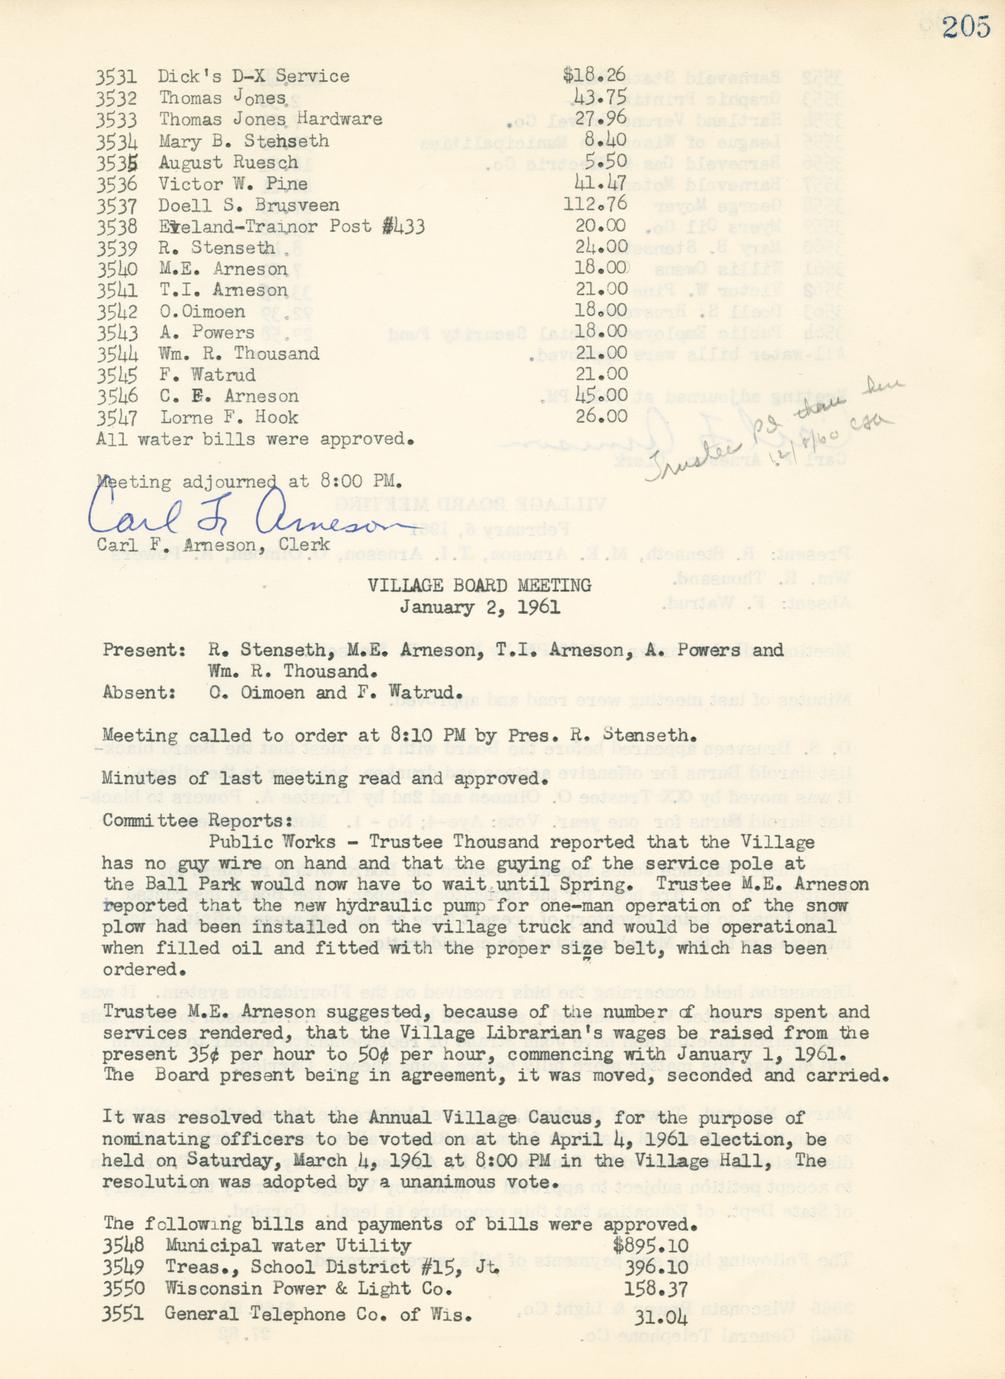 205
3531 Dick's D-X Service $18.26
3532 Thomas Jones 43.75
3533 Thomas Jones Hardware 27.96
3534 Mary B. Stehseth 8.40
3535 August Ruesch 5.50
3536 Victor W. Pine 41.47
3537 Doell S. Brusveen 112.76
3538 Eveland-Trainor Post #433 20.00
3539 R. Stenseth 24.00
3540 M.E. Arneson 18.00
3541 T.I. Arneson 21.00
3542 O.Oimoen 18.00
3543 A. Powers 18.00
3544 Wm. R. Thousand 21.00
3545 F. Watrud 21.00
3546 C. F. Arneson 45.00
3547 Lorne F. Hook 26.00
All water bills were approved.
Trustee Pd thru
12/8/60 CFA
Meeting adjourned at 8:00 PM.
Carl F. Arneson
Carl F. Arneson, Clerk
VILLAGE BOARD MEETING
January 2, 1961
Present: R. Stenseth, M.E. Arneson, T.I. Arneson, A. Powers and
Wm. R. Thousand.
Absent: O. Oimoen and F. Watrud.
Meeting called to order at 8:10 PM by Pres. R. Stenseth.
Minutes of last meeting read and approved.
Committee Reports:
Public Works - Trustee Thousand reported that the Village
has no guy wire on hand and that the guying of the service pole at
the Ball Park would now have to wait until Spring. Trustee M.E. Arneson
reported that the new hydraulic pump for one-man operation of the snow
plow had been installed on the village truck and would be operational
when filled oil and fitted with the proper size belt, which has been
ordered.
Trustee M.E. Arneson suggested, because of the number of hours spent and
services rendered, that the Village Librarian's wages be raised from the
present 35¢ per hour to 50¢ per hour, commencing with January 1, 1961.
The Board present being in agreement, it was moved, seconded and carried.
It was resolved that the Annual Village Caucus, for the purpose of
nominating officers to be voted on at the April 4, 1961 election, be
held on Saturday, March 4, 1961 at 8:00 PM in the Village Hall, The
resolution was adopted by a unanimous vote.
The following bills and payments of bills were approved.
3548 Municipal water Utility $895.10
3549 Treas., School District #15, Jt. 396.10
3550 Wisconsin Power & Light Co. 158.37
3551 General Telephone Co. of Wis. 31.04